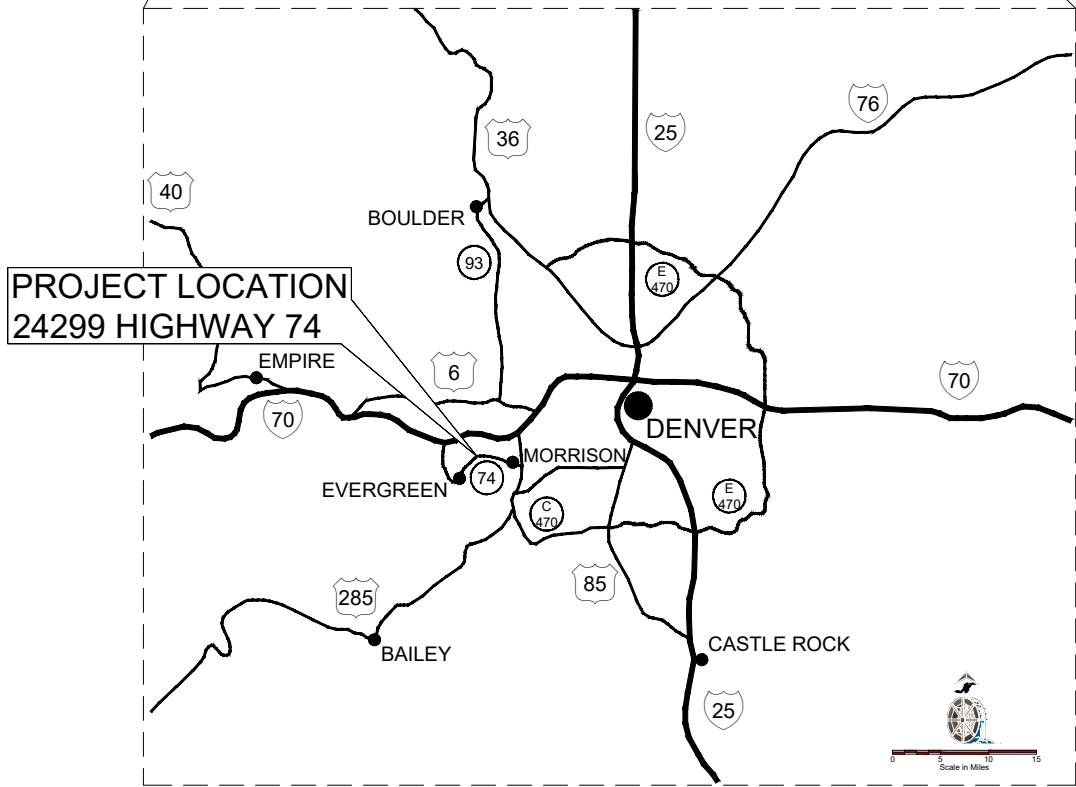 36
25
76
40
BOULDER
93
E
470
PROJECT LOCATION
24299 HIGHWAY 74
EMPIRE
6
70
70
DENVER
MORRISON
74
EVERGREEN
E
470
C
470
285
85
BAILEY
CASTLE ROCK
25
0 5 10 15
Scale in Miles